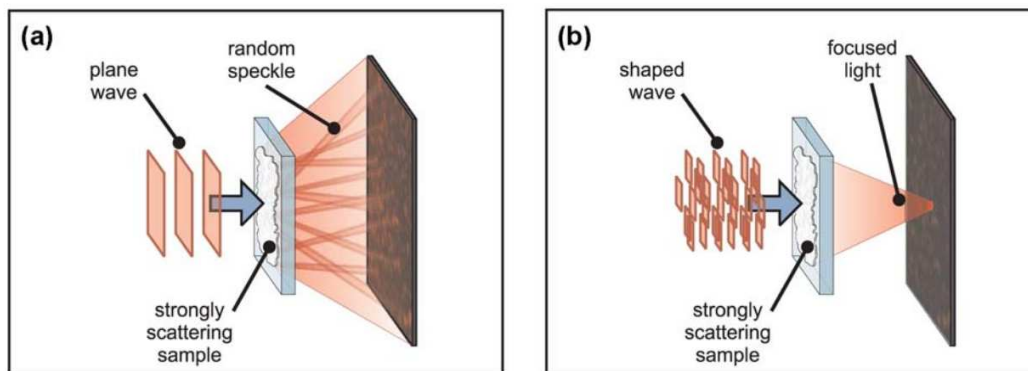 (a)
random
speckle
plane
wave
strongly
scattering
sample
(b)
focused
light
shaped
wave
strongly
scattering
sample